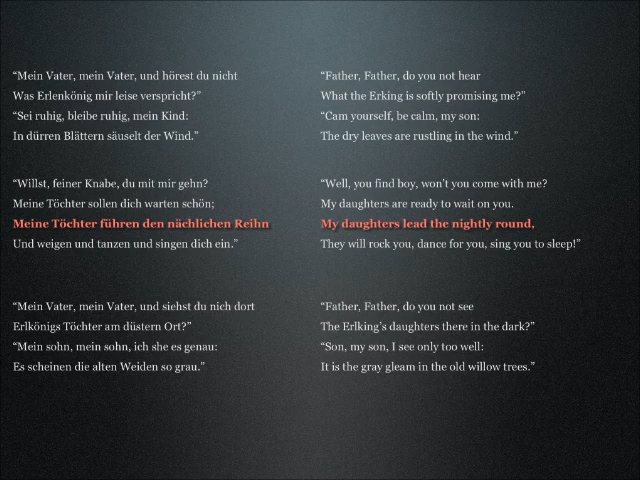 “Mein Vater, mein Vater, und hörest du nicht
Was Erlenkönig mir leise verspricht?”
“Sei ruhig, bleibe ruhig, mein Kind:
In dürren Blättern säuselt der Wind.”
“Willst, feiner Knabe, du mit mir gehn?
Meine Töchter sollen dich warten schön;
Meine Töchter führen den nächlichen Reihn
Und weigen und tanzen und singen dich ein.”
“Mein Vater, mein Vater, und siehst du nich dort
Erlkönigs Töchter am düstern Ort?”
“Mein sohn, mein sohn, ich she es genau:
Es scheinen die alten Weiden so grau.”
“Father, Father, do you not hear
What the Erking is softly promising me?”
“Cam yourself, be calm, my son:
The dry leaves are rustling in the wind.”
“Well, you find boy, won’t you come with me?
My daughters are ready to wait on you.
My daughters lead the nightly round,
They will rock you, dance for you, sing you to sleep!”
“Father, Father, do you not see
The Erlking’s daughters there in the dark?”
“Son, my son, I see only too well:
It is the gray gleam in the old willow trees.”